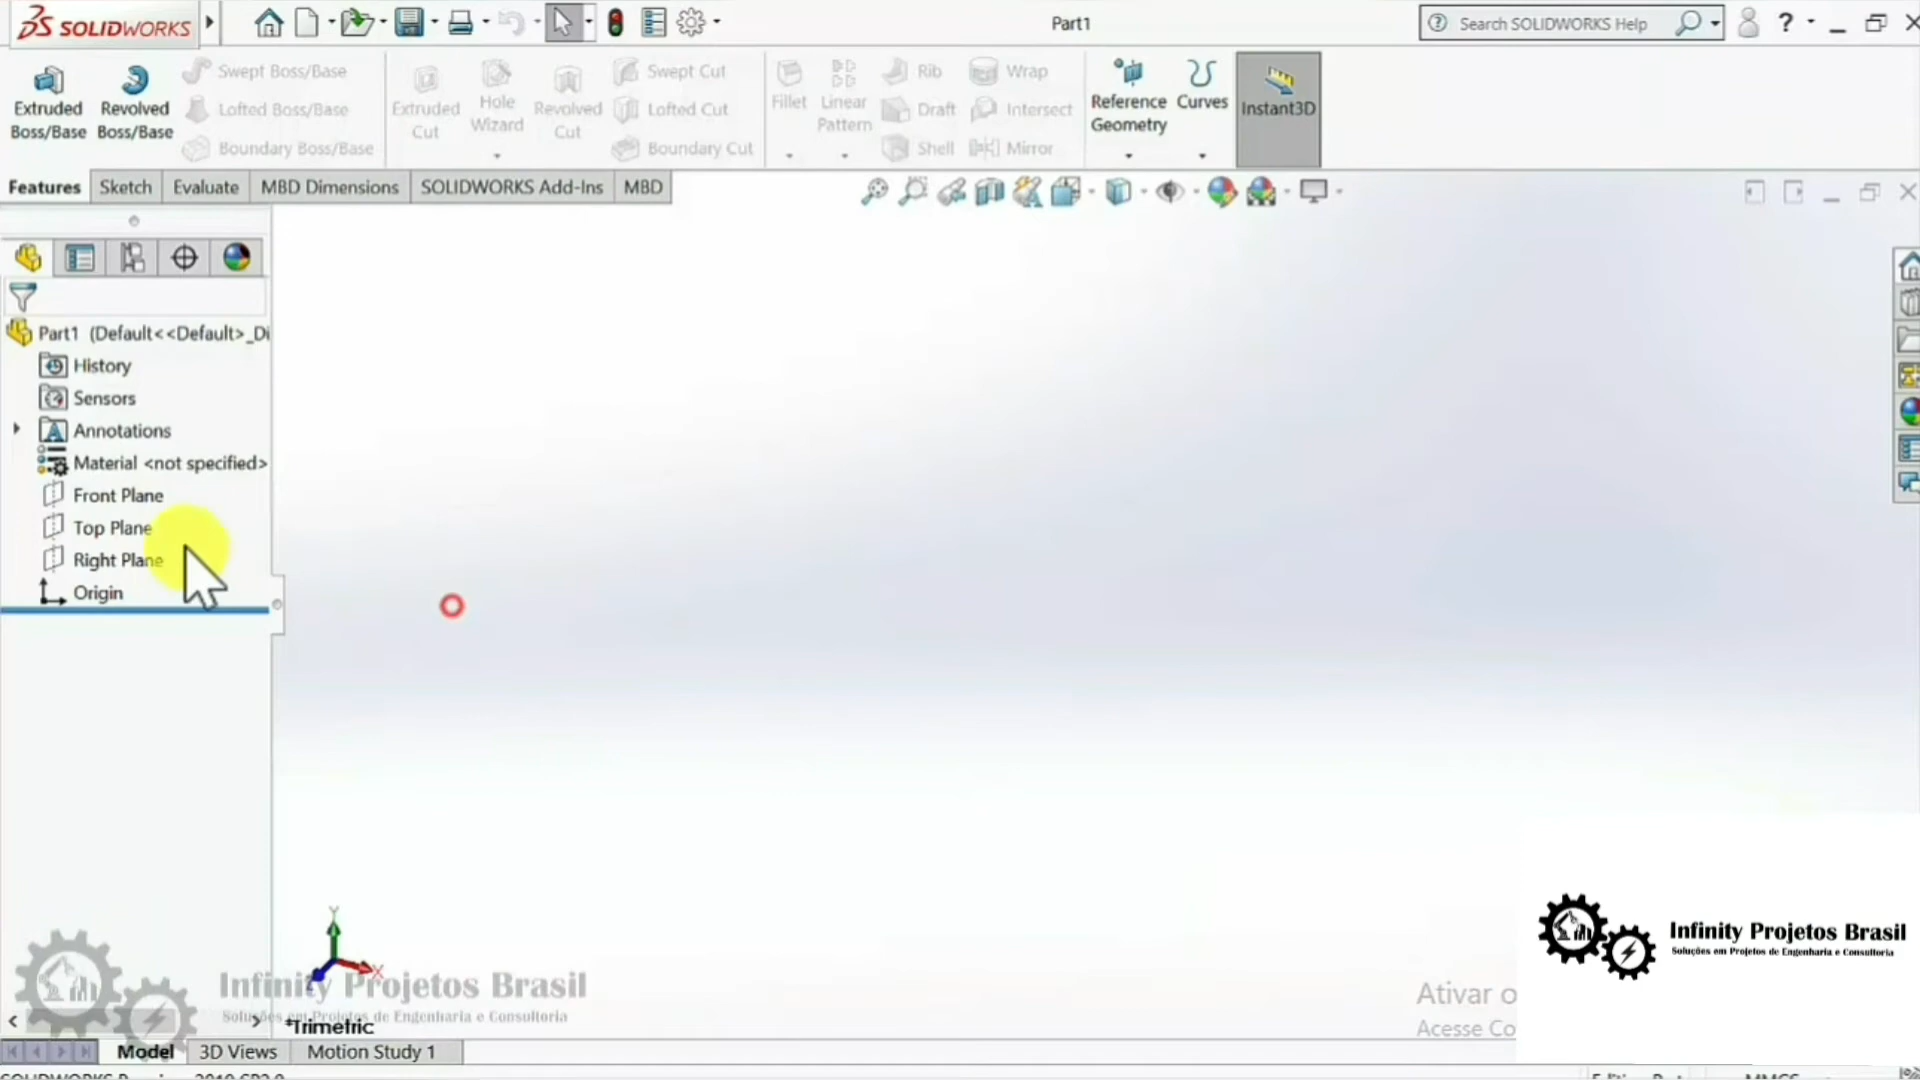 SOLIDWORKS
Part1
Search SOLIDWORKS Help
?
Extruded Boss/Base
Revolved Boss/Base
Swept Boss/Base
Lofted Boss/Base
Boundary Boss/Base
Extruded Cut
Hole Wizard
Revolved Cut
Swept Cut
Lofted Cut
Boundary Cut
Fillet
Linear Pattern
Rib
Draft
Shell
Wrap
Intersect
Mirror
Reference Geometry
Curves
Instant3D
Features
Sketch
Evaluate
MBD Dimensions
SOLIDWORKS Add-Ins
MBD
Part1 (Default<<Default>_Di
History
Sensors
Annotations
Material <not specified>
Front Plane
Top Plane
Right Plane
Origin
Y
X
Infinity Projetos Brasil
Soluções em Projetos de Engenharia e Consultoria
*Trimetric
Ativar o
Acesse Co
Infinity Projetos Brasil
Soluções em Projetos de Engenharia e Consultoria
Model
3D Views
Motion Study 1